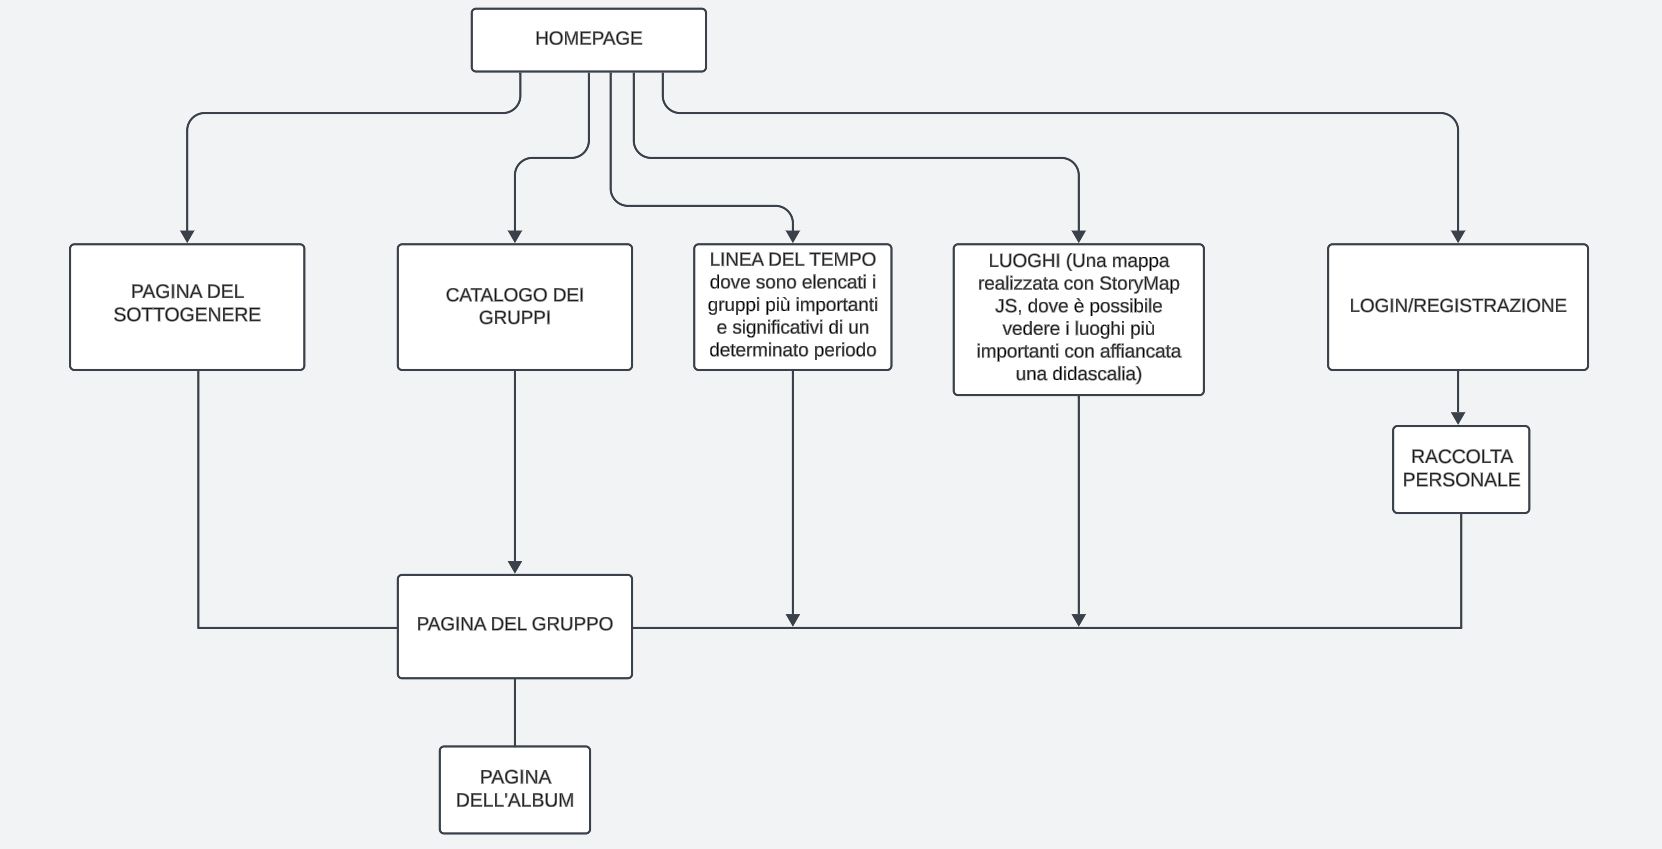 HOMEPAGE
PAGINA DEL
SOTTOGENERE
CATALOGO DEI
GRUPPI
LINEA DEL TEMPO
dove sono elencati i
gruppi più importanti
e significativi di un
determinato periodo
LUOGHI (Una mappa
realizzata con StoryMap
JS, dove è possibile
vedere i luoghi più
importanti con affiancata
una didascalia)
LOGIN/REGISTRAZIONE
RACCOLTA
PERSONALE
PAGINA DEL GRUPPO
PAGINA
DELL'ALBUM